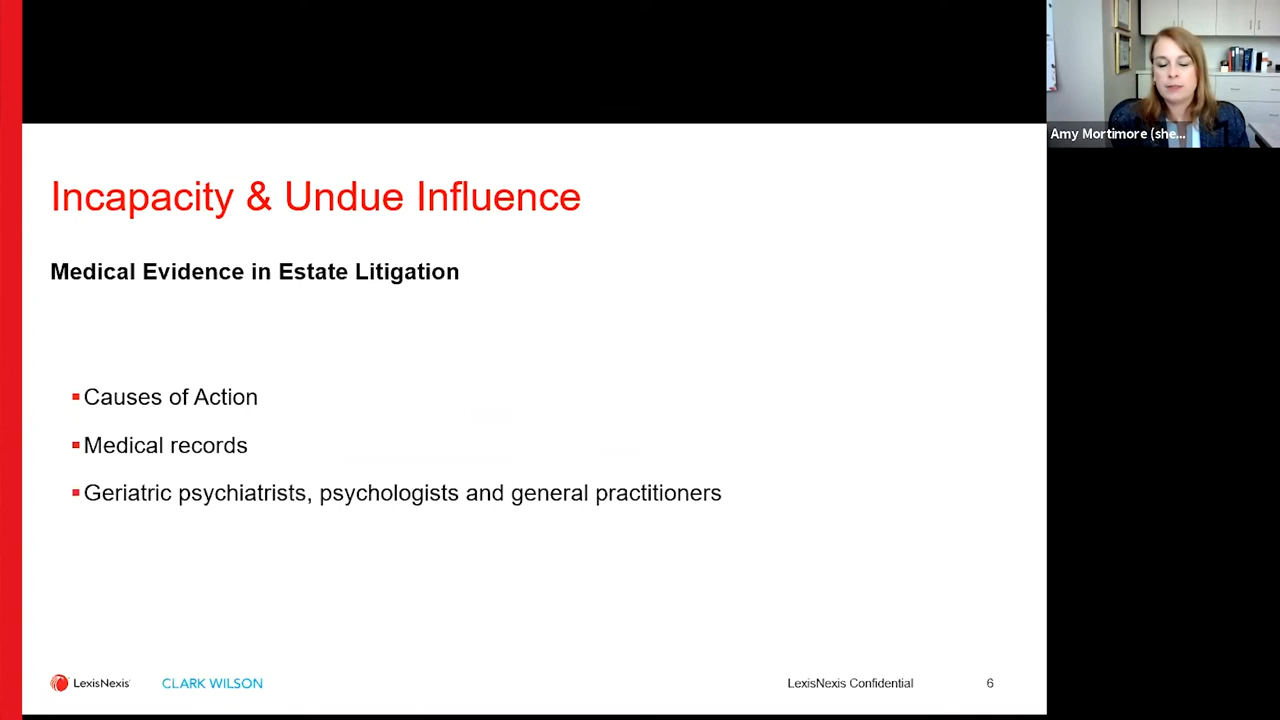 Incapacity & Undue Influence
Medical Evidence in Estate Litigation
Causes of Action
Medical records
Geriatric psychiatrists, psychologists and general practitioners
LexisNexis
CLARK WILSON
LexisNexis Confidential
6
Amy Mortimore (she...